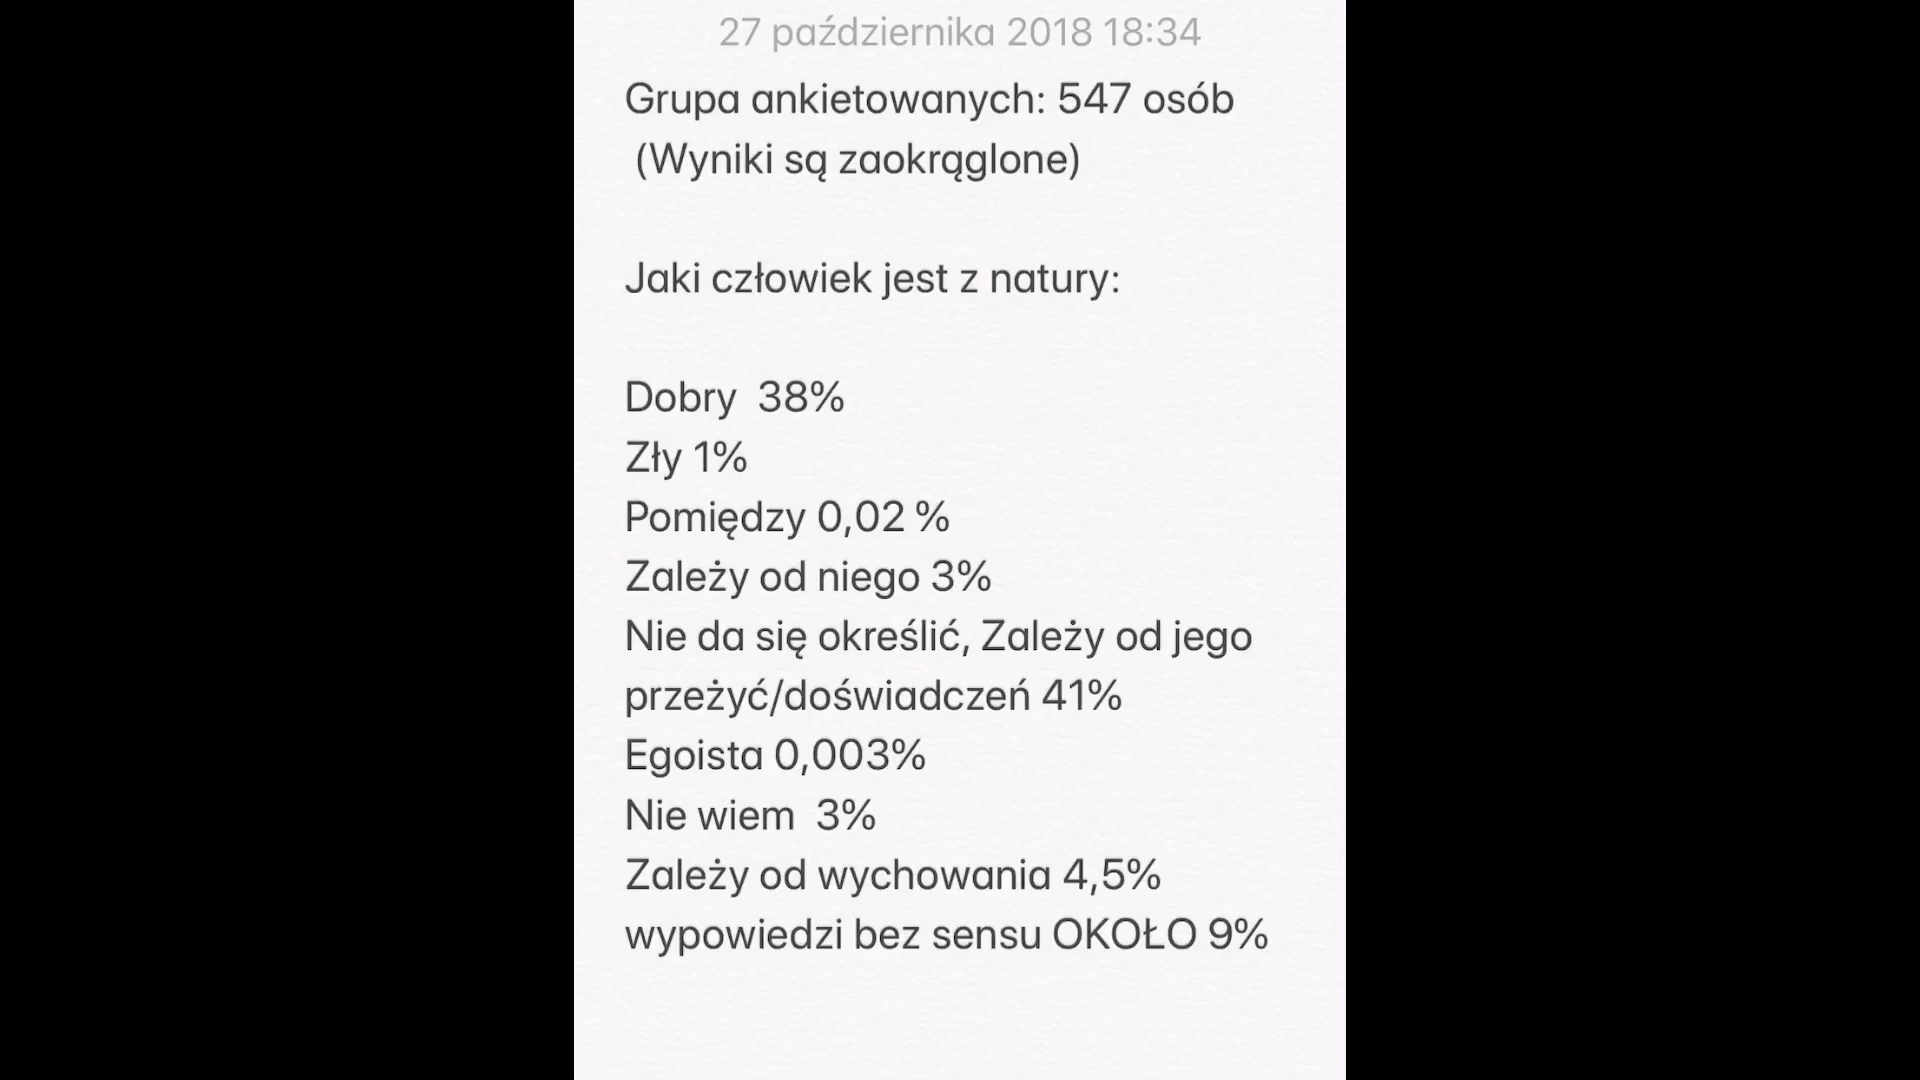 27 października 2018 18:34
Grupa ankietowanych: 547 osób
(Wyniki są zaokrąglone)
Jaki człowiek jest z natury:
Dobry  38%
Zły 1%
Pomiędzy 0,02 %
Zależy od niego 3%
Nie da się określić, Zależy od jego
przeżyć/doświadczeń 41%
Egoista 0,003%
Nie wiem  3%
Zależy od wychowania 4,5%
wypowiedzi bez sensu OKOŁO 9%